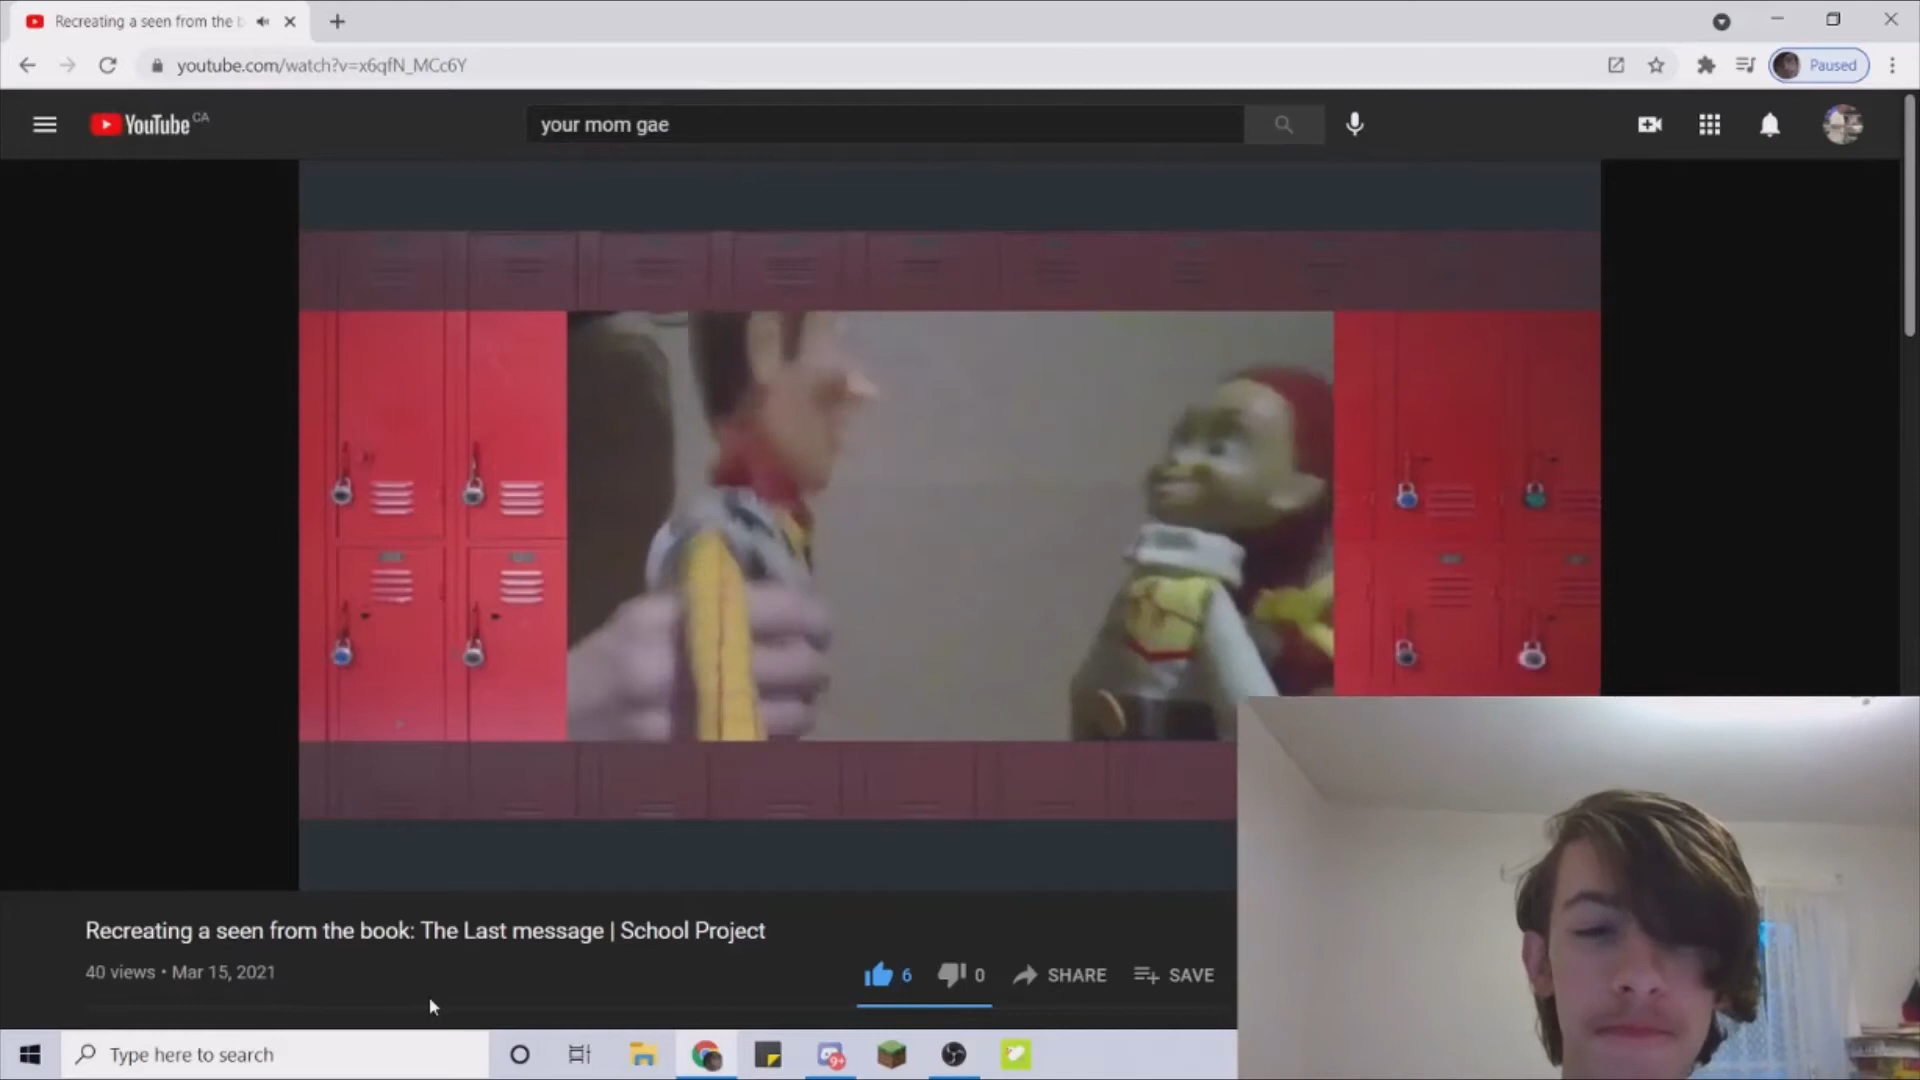 Recreating a seen from the b
youtube.com/watch?v=x6qfN_MCc6Y
Paused
YouTube CA
your mom gae
Recreating a seen from the book: The Last message | School Project
40 views • Mar 15, 2021
6
0
SHARE
SAVE
Type here to search
9+